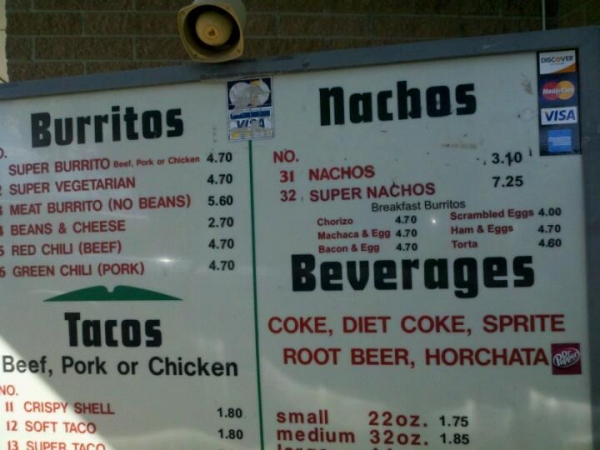 Burritos
SUPER BURRITO Beef, Pork or Chicken 4.70
SUPER VEGETARIAN 4.70
MEAT BURRITO (NO BEANS) 5.60
BEANS & CHEESE 2.70
RED CHILI (BEEF) 4.70
GREEN CHILI (PORK) 4.70
Tacos
Beef, Pork or Chicken
NO.
11 CRISPY SHELL 1.80
12 SOFT TACO 1.80
13 SUPER TACO
VISA
Nachos
DISCOVER
MasterCard
VISA
NO.
31 NACHOS 3.10
32 SUPER NACHOS 7.25
Breakfast Burritos
Chorizo 4.70 Scrambled Eggs 4.00
Machaca & Egg 4.70 Ham & Eggs 4.70
Bacon & Egg 4.70 Torta 4.60
Beverages
COKE, DIET COKE, SPRITE
ROOT BEER, HORCHATA Dr Pepper
small 22oz. 1.75
medium 32oz. 1.85